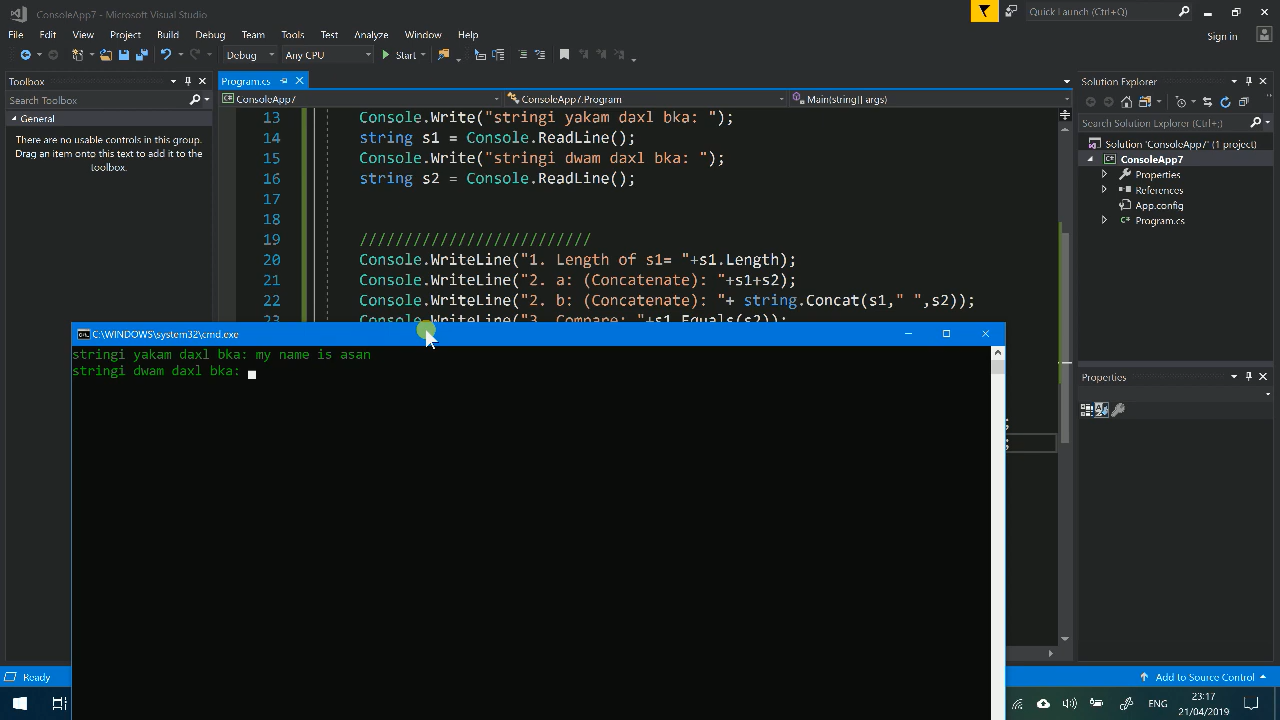 ConsoleApp7 - Microsoft Visual Studio
Quick Launch (Ctrl+Q)
File Edit View Project Build Debug Team Tools Test Analyze Window Help
Sign in
Debug Any CPU Start
Toolbox
Search Toolbox
General
There are no usable controls in this group.
Drag an item onto this text to add it to the
toolbox.
Program.cs
ConsoleApp7 ConsoleApp7.Program Main(string[] args)
13 Console.Write("stringi yakam daxl bka: ");
14 string s1 = Console.ReadLine();
15 Console.Write("stringi dwam daxl bka: ");
16 string s2 = Console.ReadLine();
17
18
19 //////////////////////////
20 Console.WriteLine("1. Length of s1= "+s1.Length);
21 Console.WriteLine("2. a: (Concatenate): "+s1+s2);
22 Console.WriteLine("2. b: (Concatenate): "+ string.Concat(s1," ",s2));
23 Console.WriteLine("3. Compare: "+s1.Equals(s2));
;
;
C:\WINDOWS\system32\cmd.exe
stringi yakam daxl bka: my name is asan
stringi dwam daxl bka:
Solution Explorer
Search Solution Explorer (Ctrl+;)
Solution 'ConsoleApp7' (1 project)
ConsoleApp7
Properties
References
App.config
Program.cs
Properties
Ready
Add to Source Control
ENG
23:17
21/04/2019